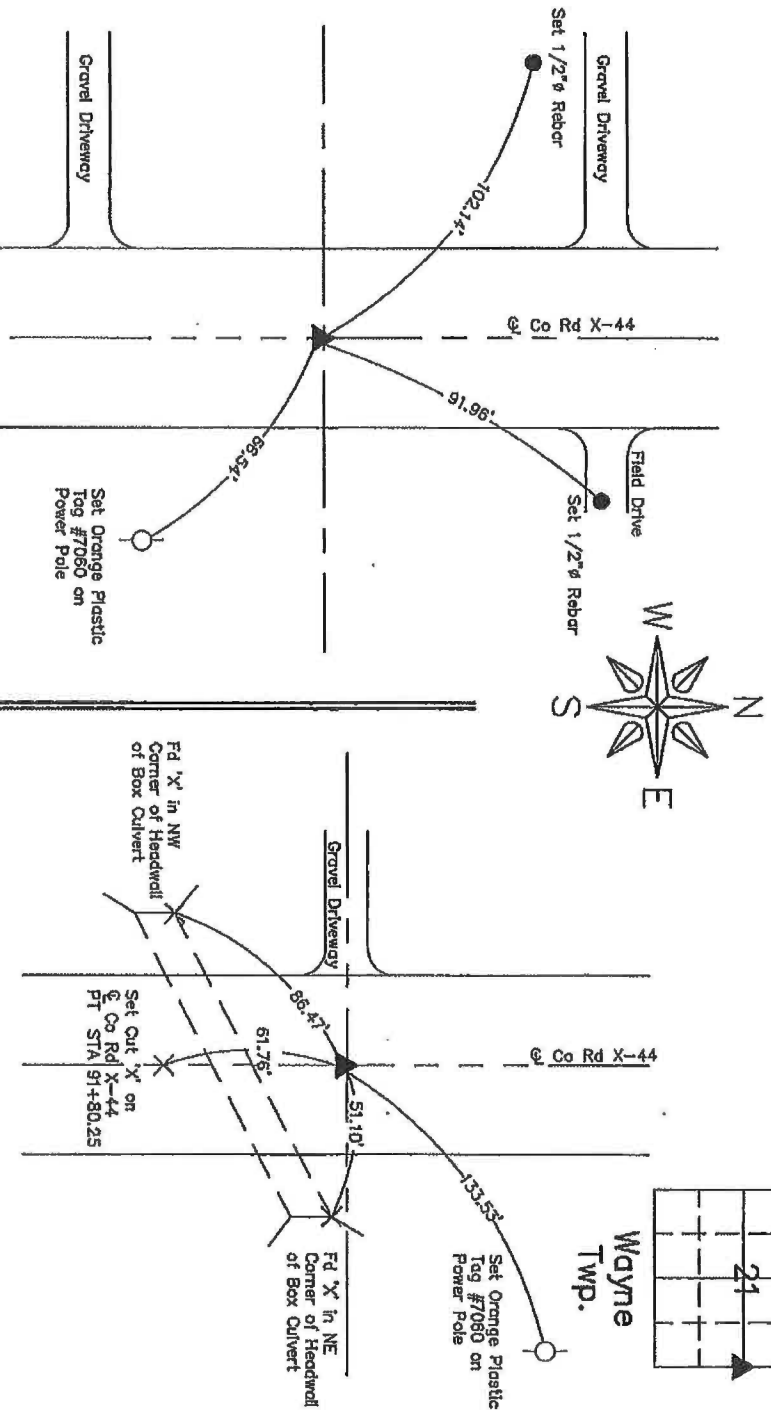 Gravel Driveway
Set 1/2"ø Rebar
Gravel Driveway
102.14'
℄ Co Rd X-44
91.96'
Field Drive
Set 1/2"ø Rebar
66.54'
Set Orange Plastic
Tag #7060 on
Power Pole
N
W
E
S
Fd 'X' in NW
Corner of Headwall
of Box Culvert
Gravel Driveway
86.47'
℄ Co Rd X-44
61.76'
Set Cut 'X' on
℄ Co Rd X-44
PT STA 91+80.25
51.10'
133.53'
Fd 'X' in NE
Corner of Headwall
of Box Culvert
Set Orange Plastic
Tag #7060 on
Power Pole
21
Wayne
Twp.